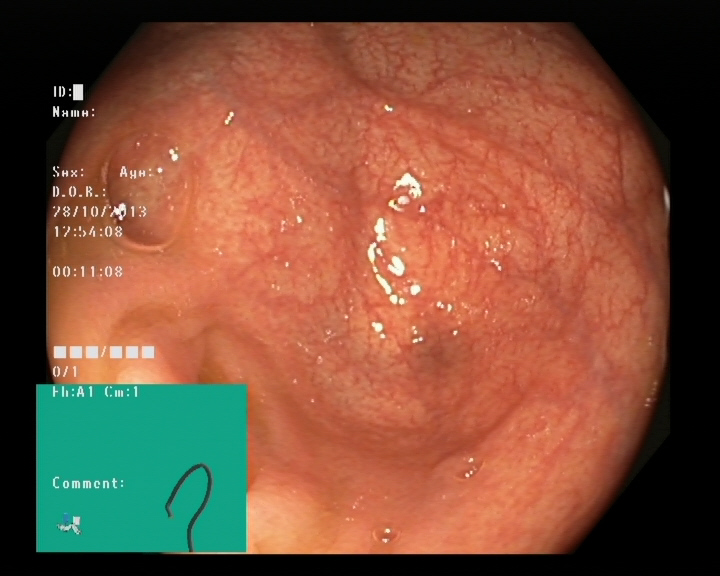 ID:
Name:
Sex: Age:
D.O.B.:
28/10/2013
12:54:08
00:11:08
■■■/■■■
0/1
Eh:A1 Cm:1
Comment: